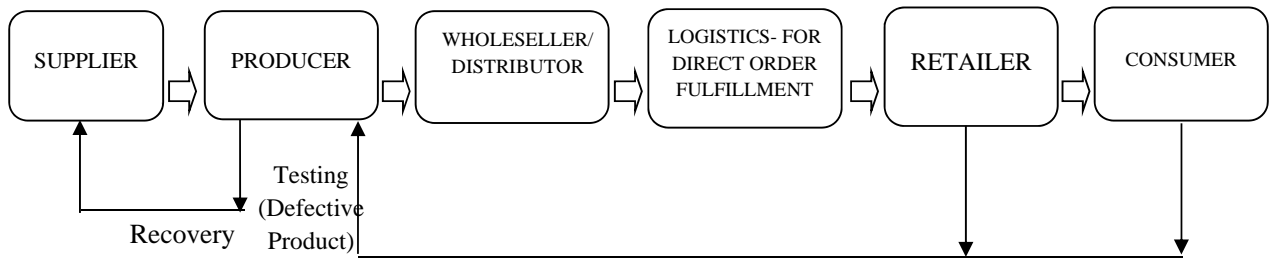 SUPPLIER
PRODUCER
WHOLESELLER/
DISTRIBUTOR
LOGISTICS- FOR
DIRECT ORDER
FULFILLMENT
RETAILER
CONSUMER
Testing
(Defective
Product)
Recovery